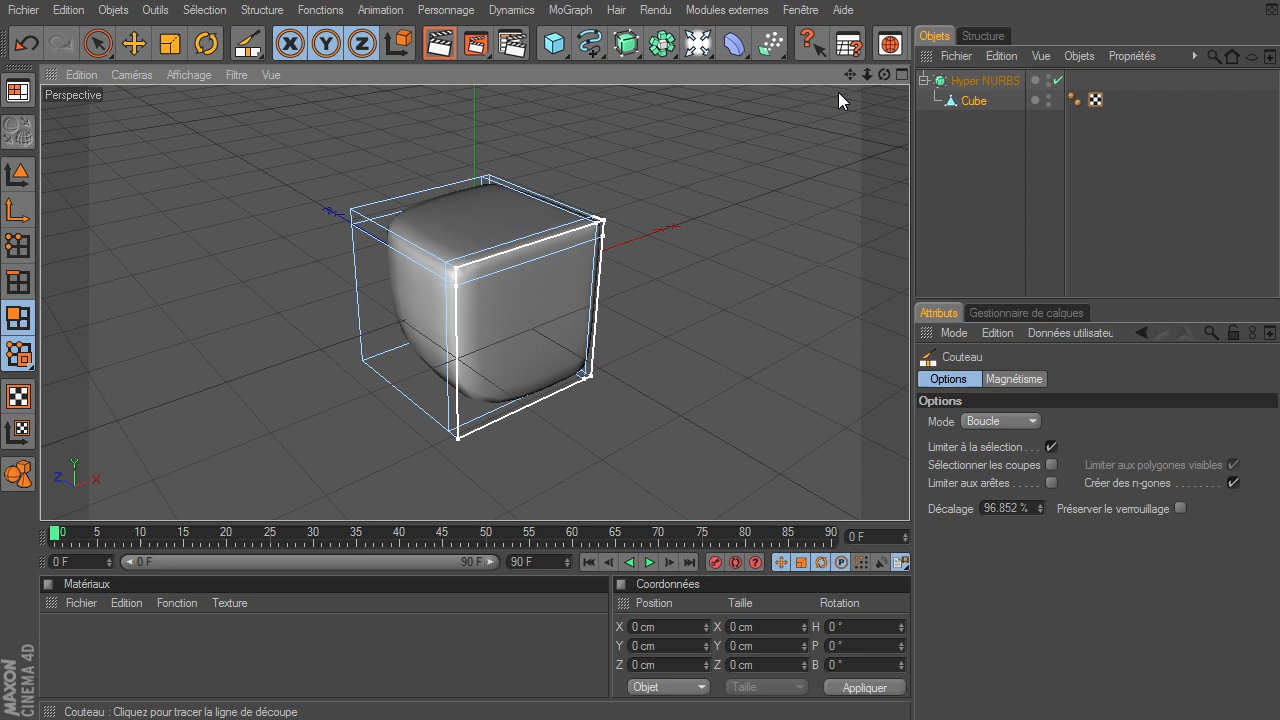 Fichier Edition Objets Outils Sélection Structure Fonctions Animation Personnage Dynamics MoGraph Hair Rendu Modules externes Fenêtre Aide
X Y Z
Edition Caméras Affichage Filtre Vue
Perspective
Z
X
Y
Z X
0 5 10 15 20 25 30 35 40 45 50 55 60 65 70 75 80 85 90
0 F
0 F
0 F
90 F
90 F
P
Matériaux
Fichier Edition Fonction Texture
Coordonnées
Position Taille Rotation
X 0 cm X 0 cm H 0 °
Y 0 cm Y 0 cm P 0 °
Z 0 cm Z 0 cm B 0 °
Objet Taille Appliquer
MAXON
CINEMA 4D
Couteau : Cliquez pour tracer la ligne de découpe
Objets Structure
Fichier Edition Vue Objets Propriétés
Hyper NURBS
Cube
Attributs Gestionnaire de calques
Mode Edition Données utilisateu
Couteau
Options Magnétisme
Options
Mode Boucle
Limiter à la sélection . . .
Sélectionner les coupes Limiter aux polygones visibles
Limiter aux arêtes . . . . . Créer des n-gones . . . . . . . .
Décalage 96.852 % Préserver le verrouillage